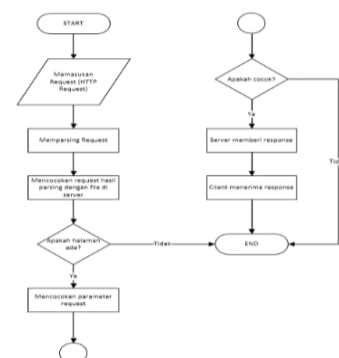 START
Memasukan
Request (HTTP
Request)
Memparsing Request
Mencocokan request hasil
parsing dengan file di
server
Apakah halaman
ada?
Tidak
Ya
Mencocokan parameter
request
Apakah cocok?
Ya
Tid
Server memberi response
Client menerima response
END